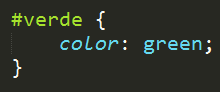 #verde {
    color: green;
}